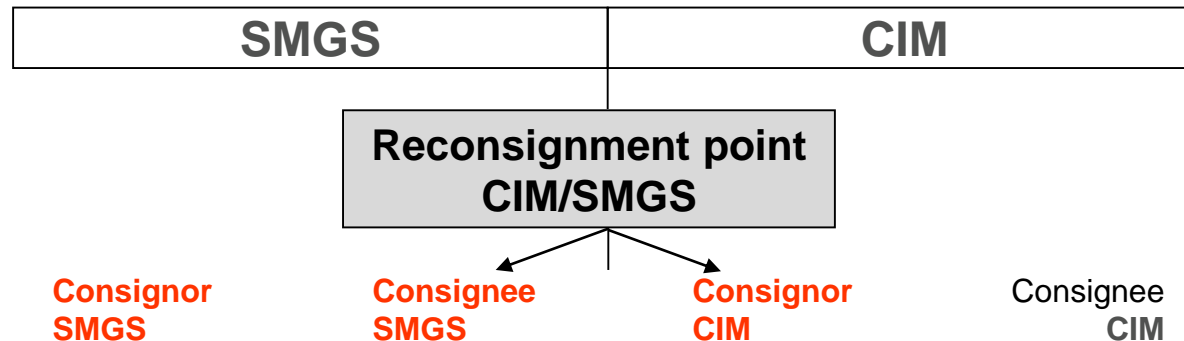 SMGS CIM
Reconsignment point
CIM/SMGS
Consignor Consignee Consignor Consignee
SMGS SMGS CIM CIM